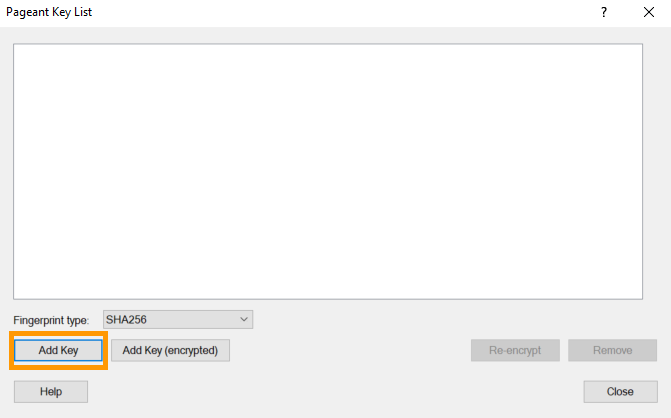 Pageant Key List ?
Fingerprint type: SHA256
Add Key Add Key (encrypted) Re-encrypt Remove
Help Close